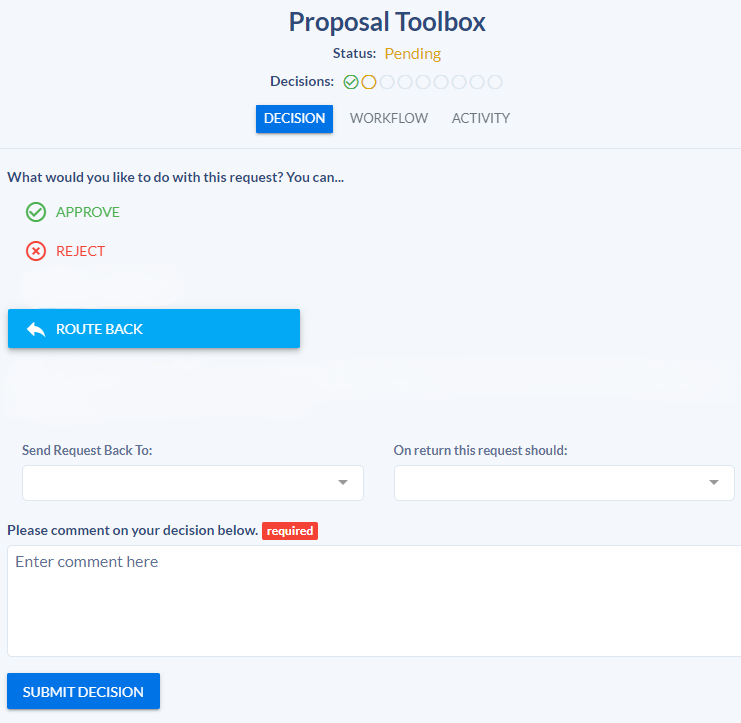 Proposal Toolbox
Status: Pending
Decisions:
DECISION WORKFLOW ACTIVITY
What would you like to do with this request? You can...
APPROVE
REJECT
ROUTE BACK
Send Request Back To: On return this request should:
Please comment on your decision below. required
Enter comment here
SUBMIT DECISION